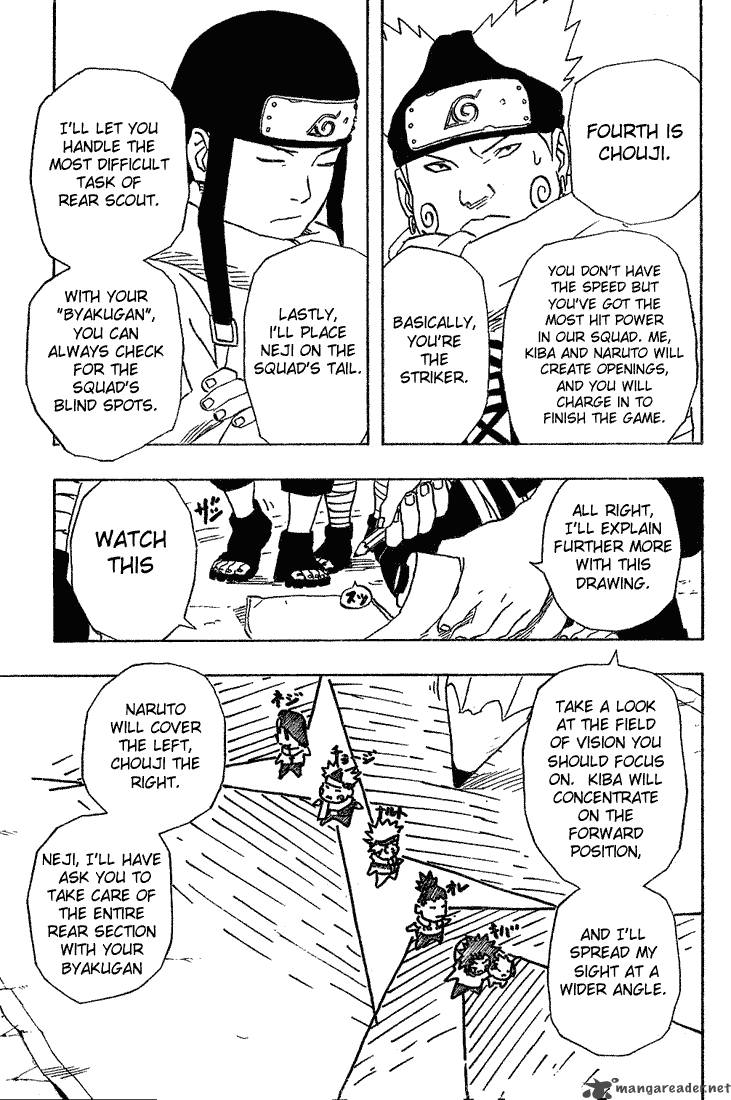 FOURTH IS
CHOUJI.
YOU DON'T HAVE
THE SPEED BUT
YOU'VE GOT THE
MOST HIT POWER
IN OUR SQUAD. ME,
KIBA AND NARUTO WILL
CREATE OPENINGS,
AND YOU WILL
CHARGE IN TO
FINISH THE GAME.
BASICALLY,
YOU'RE
THE
STRIKER.
LASTLY,
I'LL PLACE
NEJI ON THE
SQUAD'S TAIL.
I'LL LET YOU
HANDLE THE
MOST DIFFICULT
TASK OF
REAR SCOUT.
WITH YOUR
"BYAKUGAN",
YOU CAN
ALWAYS CHECK
FOR THE
SQUAD'S
BLIND SPOTS.
ALL RIGHT,
I'LL EXPLAIN
FURTHER MORE
WITH THIS
DRAWING.
スッ
ザッ
WATCH
THIS
TAKE A LOOK
AT THE FIELD
OF VISION YOU
SHOULD FOCUS
ON. KIBA WILL
CONCENTRATE
ON THE
FORWARD
POSITION,
AND I'LL
SPREAD MY
SIGHT AT A
WIDER ANGLE.
NARUTO
WILL COVER
THE LEFT,
CHOUJI THE
RIGHT.
NEJI, I'LL HAVE
ASK YOU TO
TAKE CARE OF
THE ENTIRE
REAR SECTION
WITH YOUR
BYAKUGAN
ネジ
チョージ
ナルト
オレ
キバ
mangareader.net